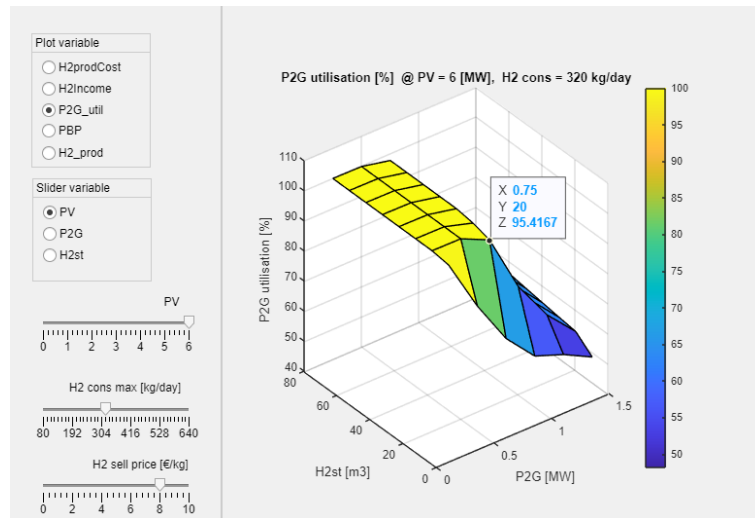 Plot variable
H2prodCost
H2Income
P2G_util
PBP
H2_prod
Slider variable
PV
P2G
H2st
PV
0 1 2 3 4 5 6
H2 cons max [kg/day]
80 192 304 416 528 640
H2 sell price [€/kg]
0 2 4 6 8 10
P2G utilisation [%] @ PV = 6 [MW], H2 cons = 320 kg/day
110
100
90
80
70
60
50
40
P2G utilisation [%]
X 0.75
Y 20
Z 95.4167
80
60
40
20
0
H2st [m3]
0
0.5
1
1.5
P2G [MW]
100
95
90
85
80
75
70
65
60
55
50